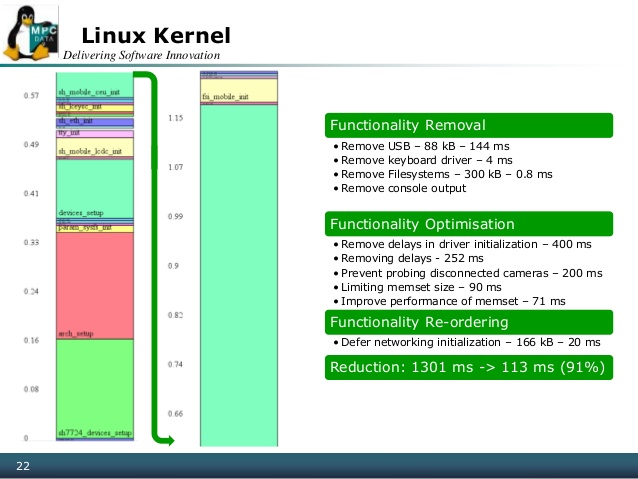 MPC
DATA
Linux Kernel
Delivering Software Innovation
0.57
0.49
0.41
0.33
0.24
0.16
0.08
0
sh_mobile_ceu_init
sh_keysc_init
sh_eth_init
tty_init
sh_mobile_lcdc_init
devices_setup
param_sysfs_init
arch_setup
sh7724_devices_setup
1.15
1.07
0.99
0.9
0.82
0.74
0.66
Functionality Removal
• Remove USB – 88 kB – 144 ms
• Remove keyboard driver – 4 ms
• Remove Filesystems – 300 kB – 0.8 ms
• Remove console output
Functionality Optimisation
• Remove delays in driver initialization – 400 ms
• Removing delays - 252 ms
• Prevent probing disconnected cameras – 200 ms
• Limiting memset size – 90 ms
• Improve performance of memset – 71 ms
Functionality Re-ordering
• Defer networking initialization – 166 kB – 20 ms
Reduction: 1301 ms -> 113 ms (91%)
22